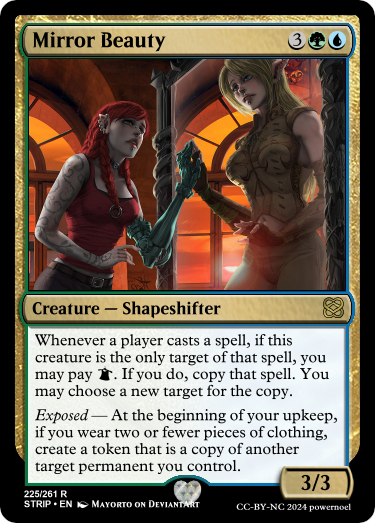 Mirror Beauty 3
Creature — Shapeshifter
Whenever a player casts a spell, if this
creature is the only target of that spell, you
may pay . If you do, copy that spell. You
may choose a new target for the copy.
Exposed — At the beginning of your upkeep,
if you wear two or fewer pieces of clothing,
create a token that is a copy of another
target permanent you control.
3/3
225/261 R
STRIP • EN Mayorto on DeviantArt
CC-BY-NC 2024 powernoel